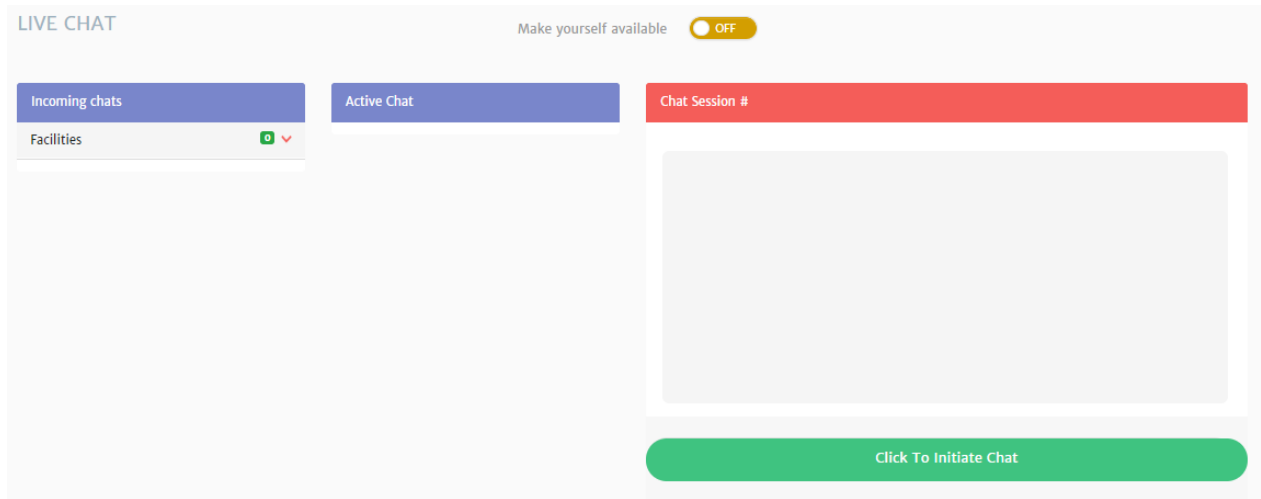 LIVE CHAT
Make yourself available OFF
Incoming chats
Facilities 0
Active Chat
Chat Session #
Click To Initiate Chat